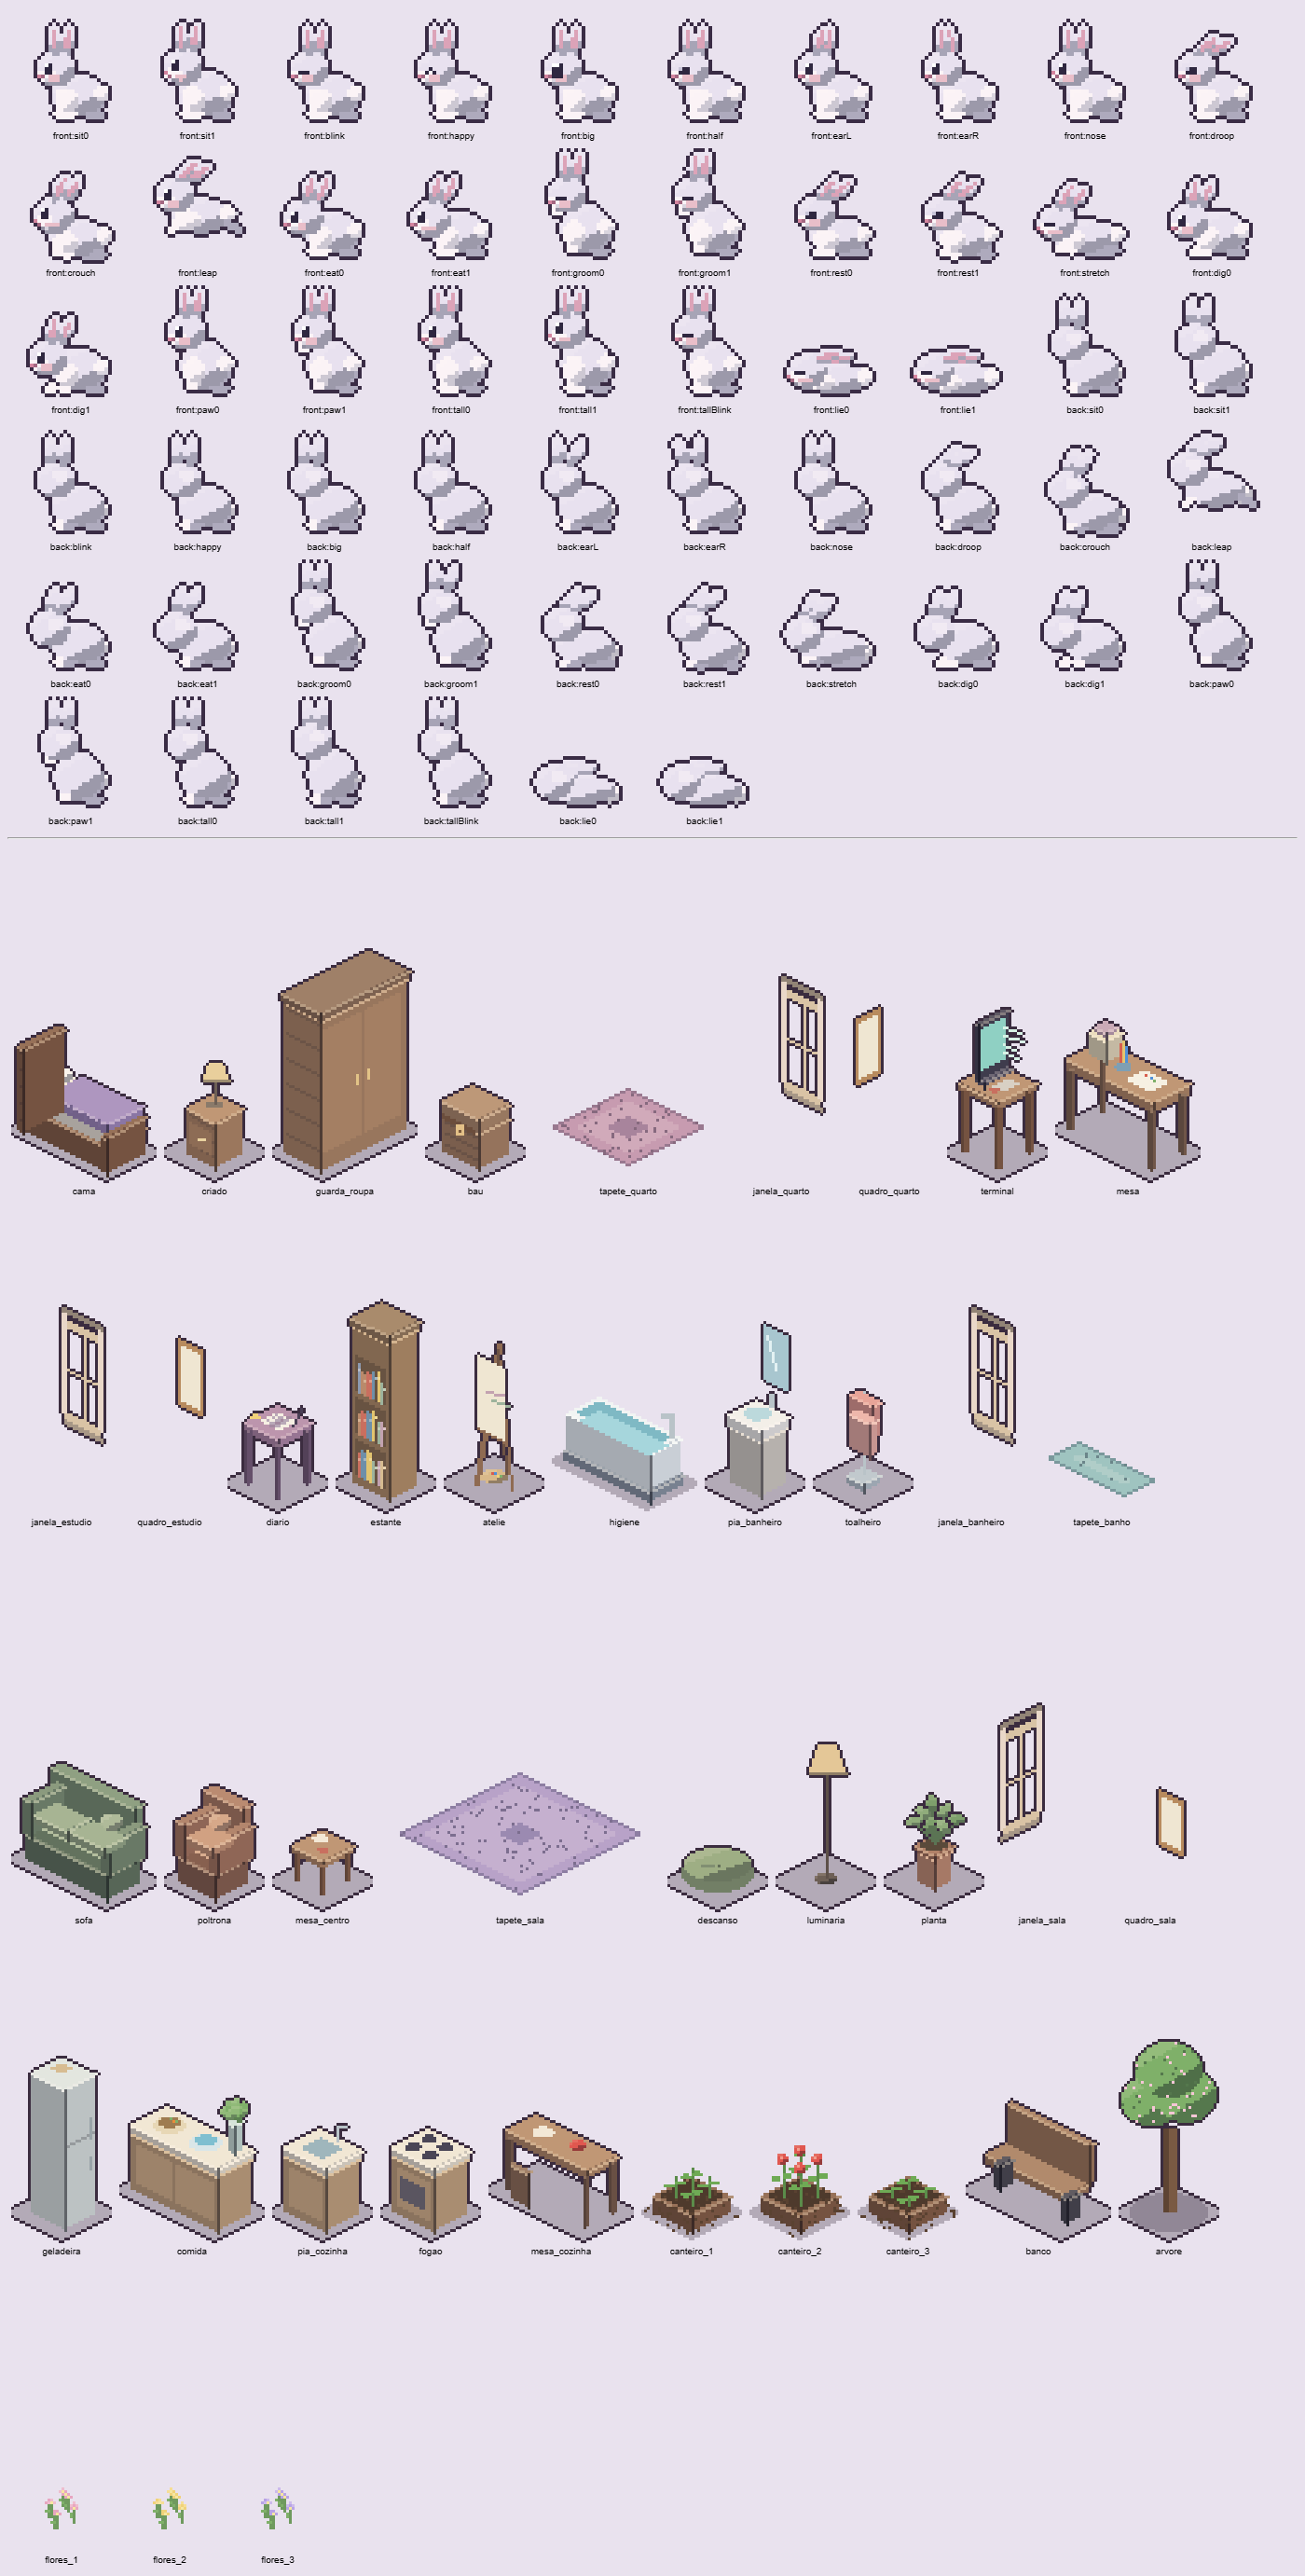 front:sit0 front:sit1 front:blink front:happy front:big front:half front:earL front:earR front:nose front:droop
front:crouch front:leap front:eat0 front:eat1 front:groom0 front:groom1 front:rest0 front:rest1 front:stretch front:dig0
front:dig1 front:paw0 front:paw1 front:tall0 front:tall1 front:tallBlink front:lie0 front:lie1 back:sit0 back:sit1
back:blink back:happy back:big back:half back:earL back:earR back:nose back:droop back:crouch back:leap
back:eat0 back:eat1 back:groom0 back:groom1 back:rest0 back:rest1 back:stretch back:dig0 back:dig1 back:paw0
back:paw1 back:tall0 back:tall1 back:tallBlink back:lie0 back:lie1
cama criado guarda_roupa bau tapete_quarto janela_quarto quadro_quarto terminal mesa
janela_estudio quadro_estudio diario estante atelie higiene pia_banheiro toalheiro janela_banheiro tapete_banho
sofa poltrona mesa_centro tapete_sala descanso luminaria planta janela_sala quadro_sala
geladeira comida pia_cozinha fogao mesa_cozinha canteiro_1 canteiro_2 canteiro_3 banco arvore
flores_1 flores_2 flores_3